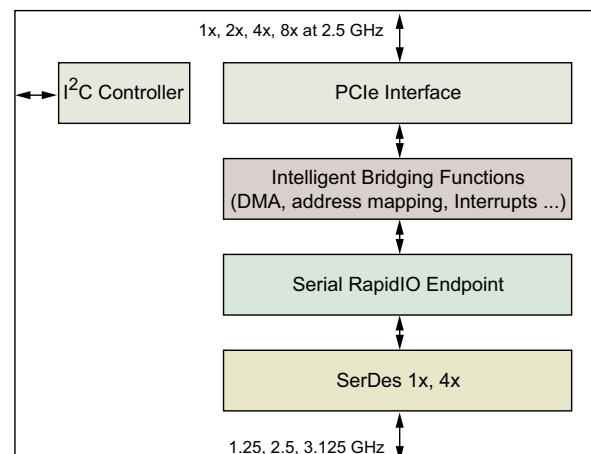 1x, 2x, 4x, 8x at 2.5 GHz
I²C Controller
PCIe Interface
Intelligent Bridging Functions
(DMA, address mapping, Interrupts ...)
Serial RapidIO Endpoint
SerDes 1x, 4x
1.25, 2.5, 3.125 GHz